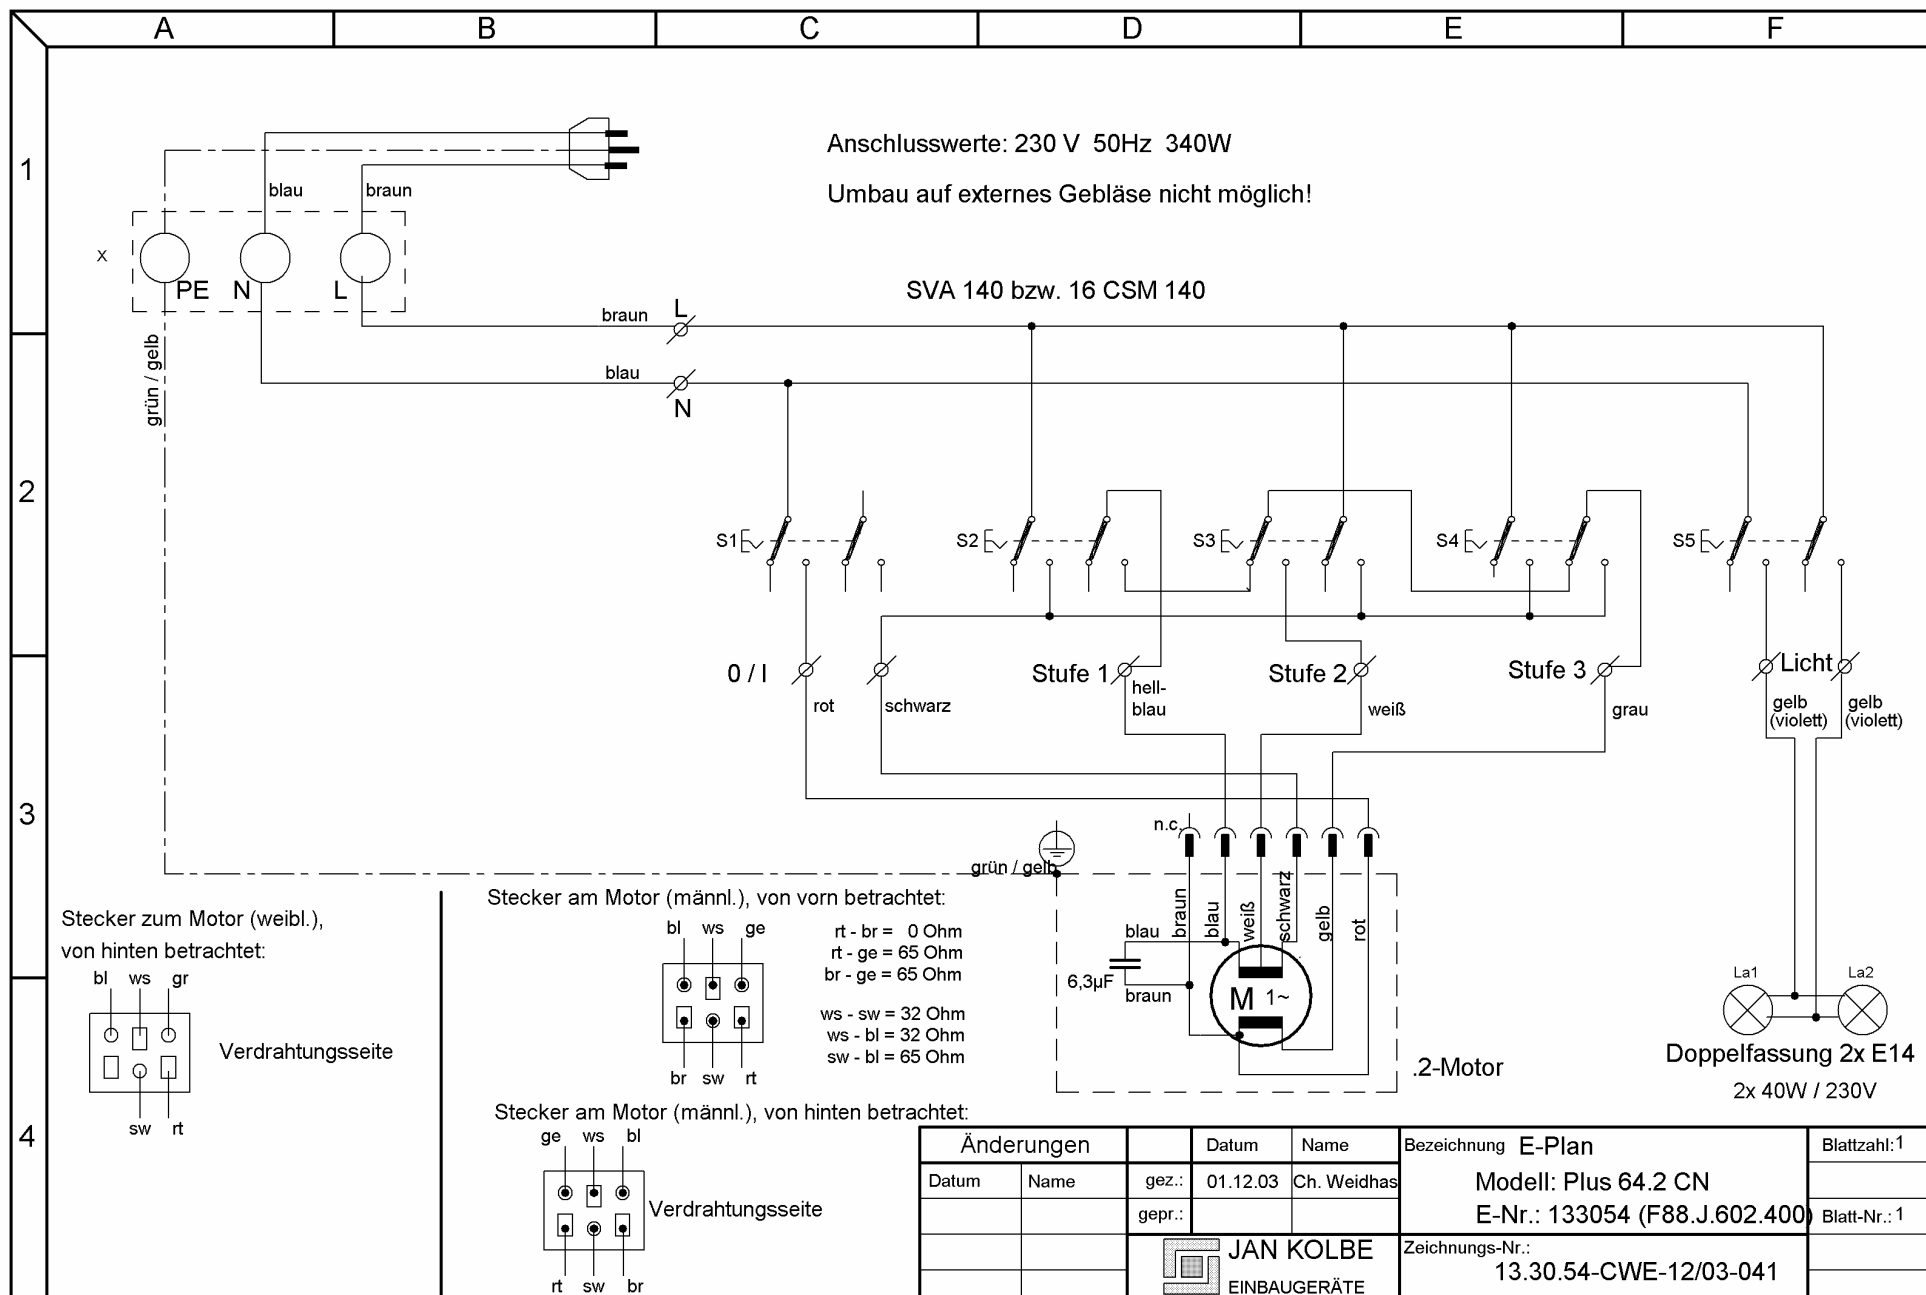 A B C D E F
1
Anschlusswerte: 230 V 50Hz 340W
blau braun
Umbau auf externes Gebläse nicht möglich!
x
PE N L
SVA 140 bzw. 16 CSM 140
braun L
grün / gelb
blau
N
2
S1 S2 S3 S4 S5
0 / I Stufe 1 Stufe 2 Stufe 3 Licht
rot schwarz
hell-
blau
weiß grau
gelb
(violett)
gelb
(violett)
3
n.c.
grün / gelb
braun
blau
weiß
schwarz
gelb
rot
blau
6,3µF
braun
M 1~
.2-Motor
La1 La2
Doppelfassung 2x E14
2x 40W / 230V
Stecker zum Motor (weibl.),
von hinten betrachtet:
bl ws gr
Verdrahtungsseite
sw rt
Stecker am Motor (männl.), von vorn betrachtet:
bl ws ge
br sw rt
rt - br = 0 Ohm
rt - ge = 65 Ohm
br - ge = 65 Ohm
ws - sw = 32 Ohm
ws - bl = 32 Ohm
sw - bl = 65 Ohm
Stecker am Motor (männl.), von hinten betrachtet:
ge ws bl
Verdrahtungsseite
rt sw br
4
Änderungen Datum Name
Datum Name gez.: 01.12.03 Ch. Weidhas
gepr.:
Bezeichnung E-Plan
Modell: Plus 64.2 CN
E-Nr.: 133054 (F88.J.602.400)
Blattzahl:1
Blatt-Nr.: 1
JAN KOLBE
EINBAUGERÄTE
Zeichnungs-Nr.:
13.30.54-CWE-12/03-041